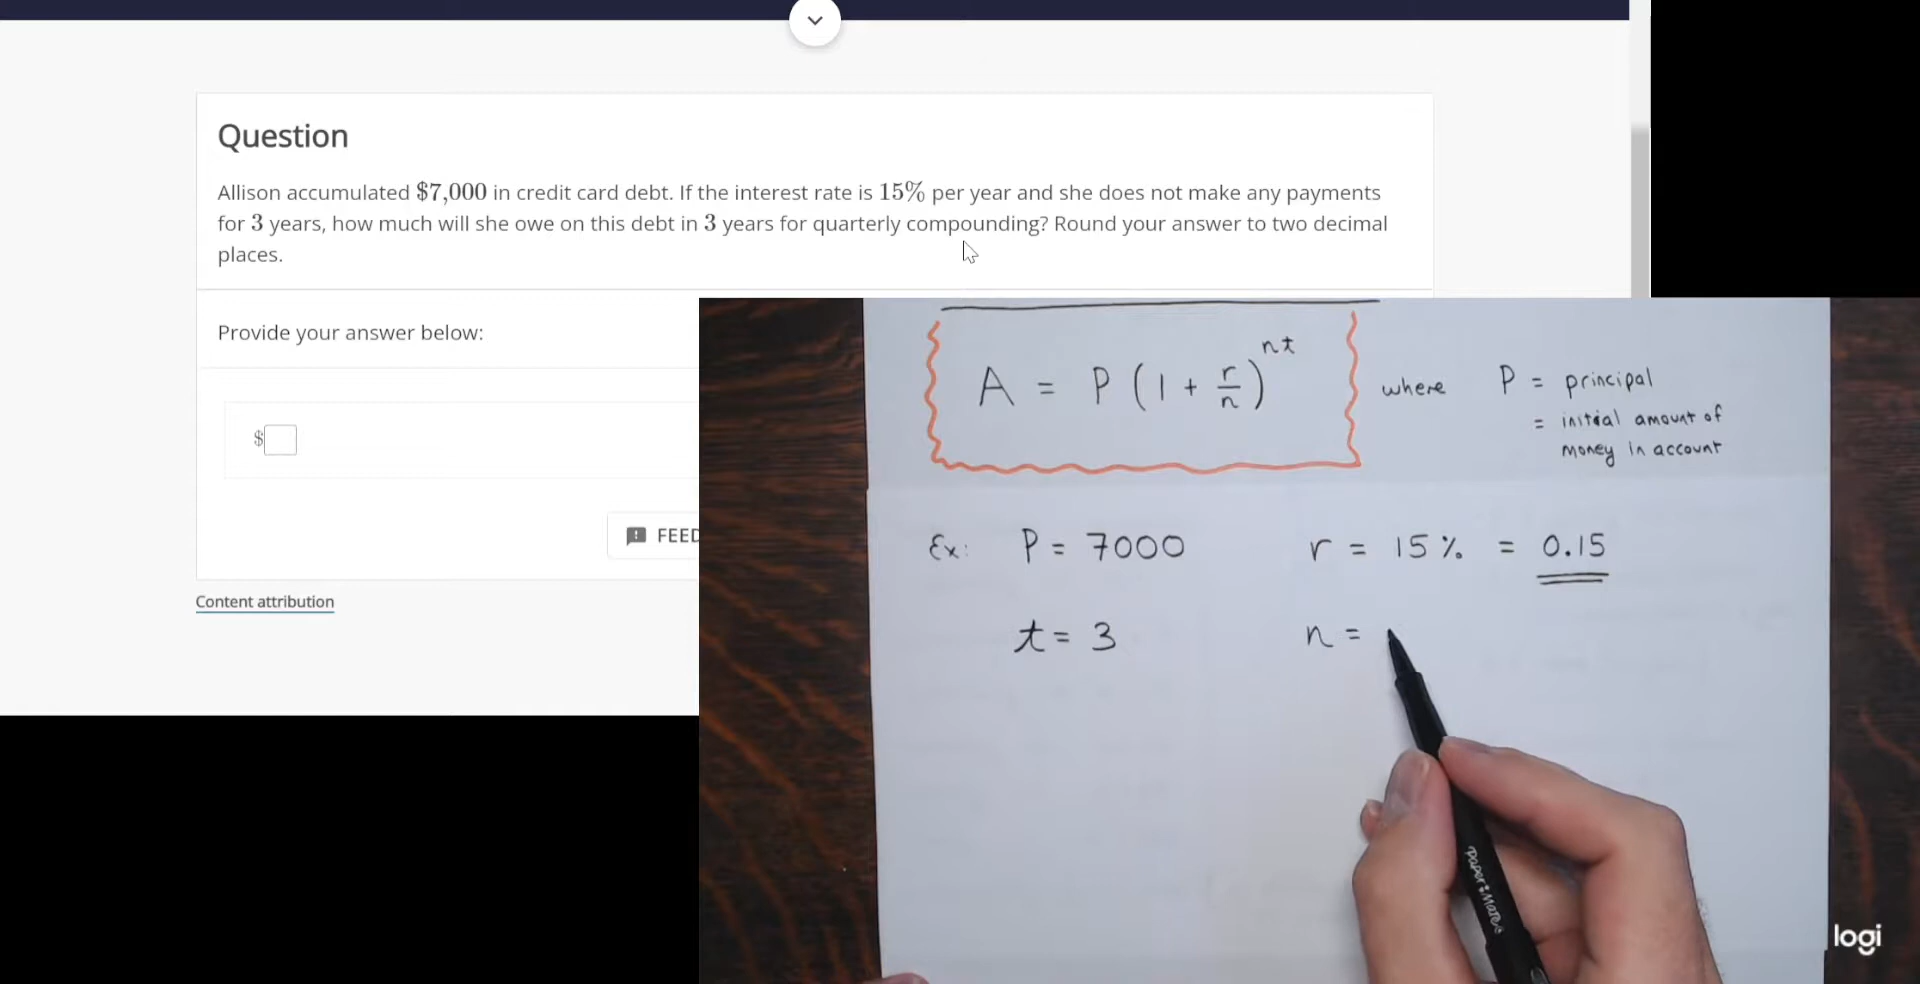 Question
Allison accumulated $7,000 in credit card debt. If the interest rate is 15% per year and she does not make any payments
for 3 years, how much will she owe on this debt in 3 years for quarterly compounding? Round your answer to two decimal
places.
Provide your answer below:
$
FEED
Content attribution
A = P (1 + r/n)^nt where P = principal
= initial amount of
money in account
Ex: P = 7000 r = 15% = 0.15
t = 3 n =
PAPER:MATE
logi